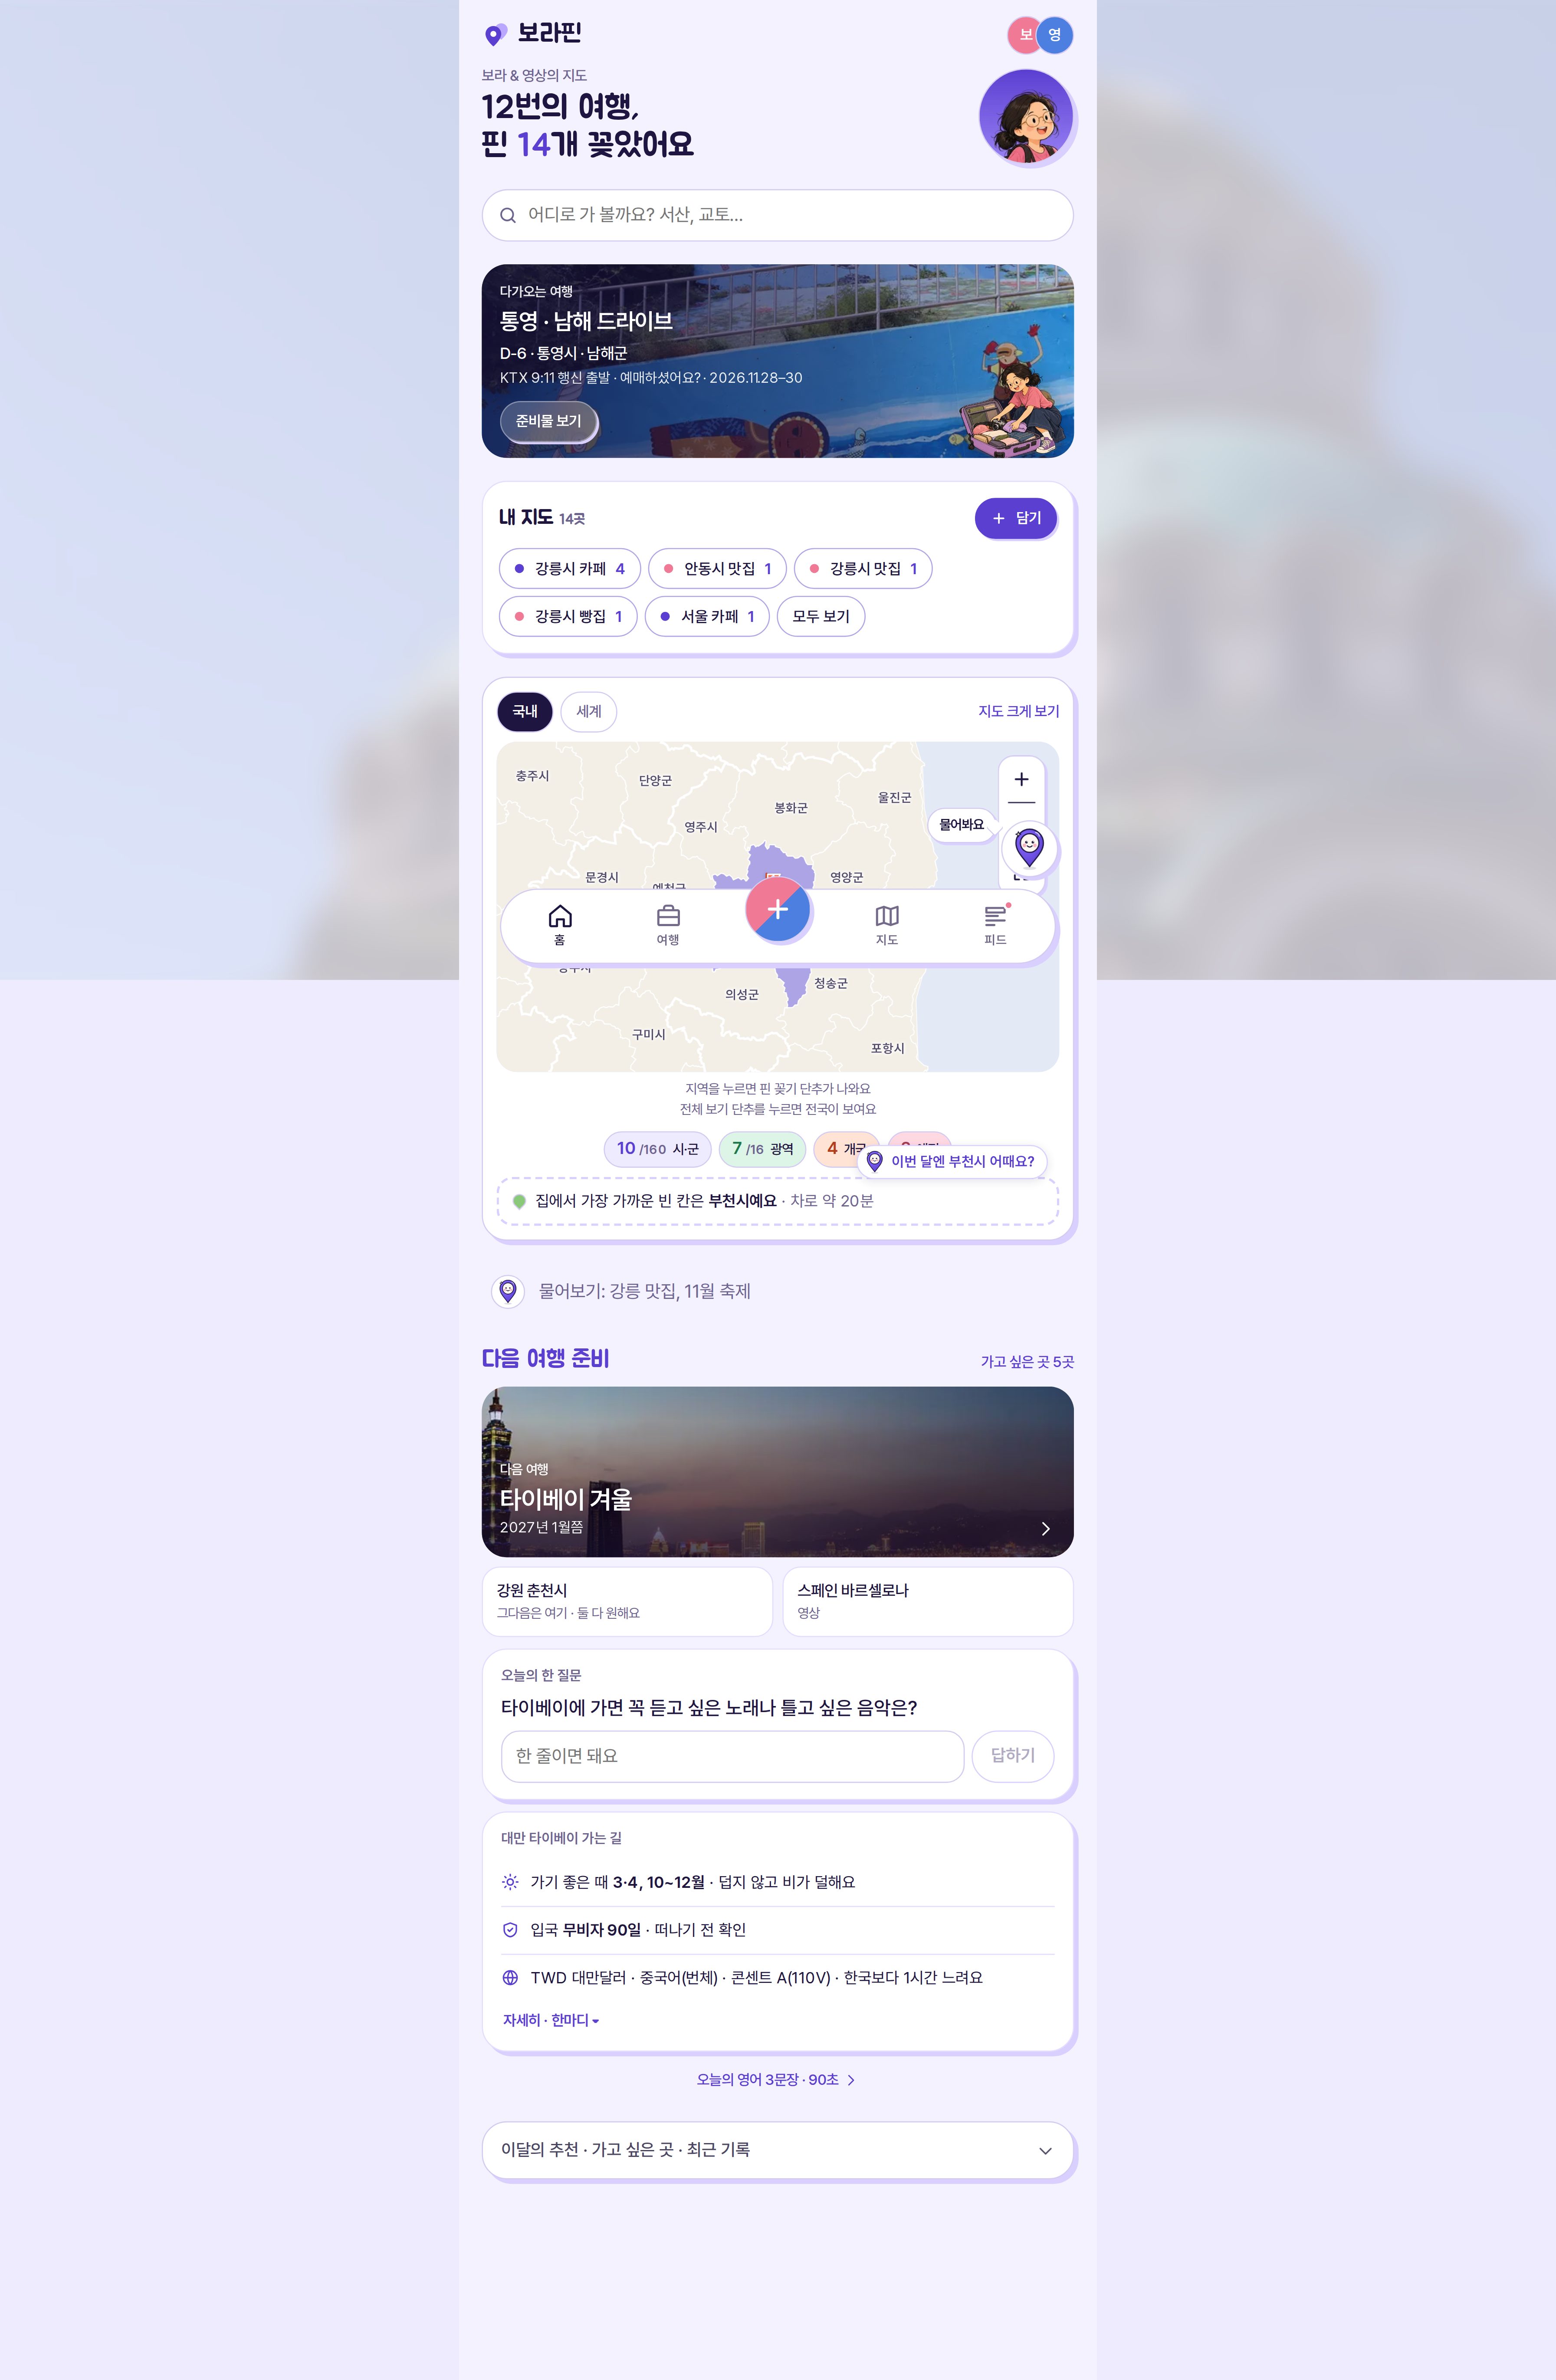 보라핀
보 영
보라 & 영상의 지도
12번의 여행,
핀 14개 꽂았어요
어디로 가 볼까요? 서산, 교토...
다가오는 여행
통영 · 남해 드라이브
D-6 · 통영시 · 남해군
KTX 9:11 행신 출발 · 예매하셨어요? · 2026.11.28–30
준비물 보기
내 지도 14곳
+ 담기
강릉시 카페 4
안동시 맛집 1
강릉시 맛집 1
강릉시 빵집 1
서울 카페 1
모두 보기
국내
세계
지도 크게 보기
충주시
단양군
봉화군
울진군
영주시
물어봐요
문경시
영양군
홈
여행
지도
피드
청송군
의성군
구미시
포항시
지역을 누르면 핀 꽂기 단추가 나와요
전체 보기 단추를 누르면 전국이 보여요
10 /160 시·군
7 /16 광역
4
이번 달엔 부천시 어때요?
집에서 가장 가까운 빈 칸은 부천시예요 · 차로 약 20분
물어보기: 강릉 맛집, 11월 축제
다음 여행 준비
가고 싶은 곳 5곳
다음 여행
타이베이 겨울
2027년 1월쯤
강원 춘천시
그다음은 여기 · 둘 다 원해요
스페인 바르셀로나
영상
오늘의 한 질문
타이베이에 가면 꼭 듣고 싶은 노래나 틀고 싶은 음악은?
한 줄이면 돼요
답하기
대만 타이베이 가는 길
가기 좋은 때 3·4, 10~12월 · 덥지 않고 비가 덜해요
입국 무비자 90일 · 떠나기 전 확인
TWD 대만달러 · 중국어(번체) · 콘센트 A(110V) · 한국보다 1시간 느려요
자세히 · 한마디
오늘의 영어 3문장 · 90초
이달의 추천 · 가고 싶은 곳 · 최근 기록